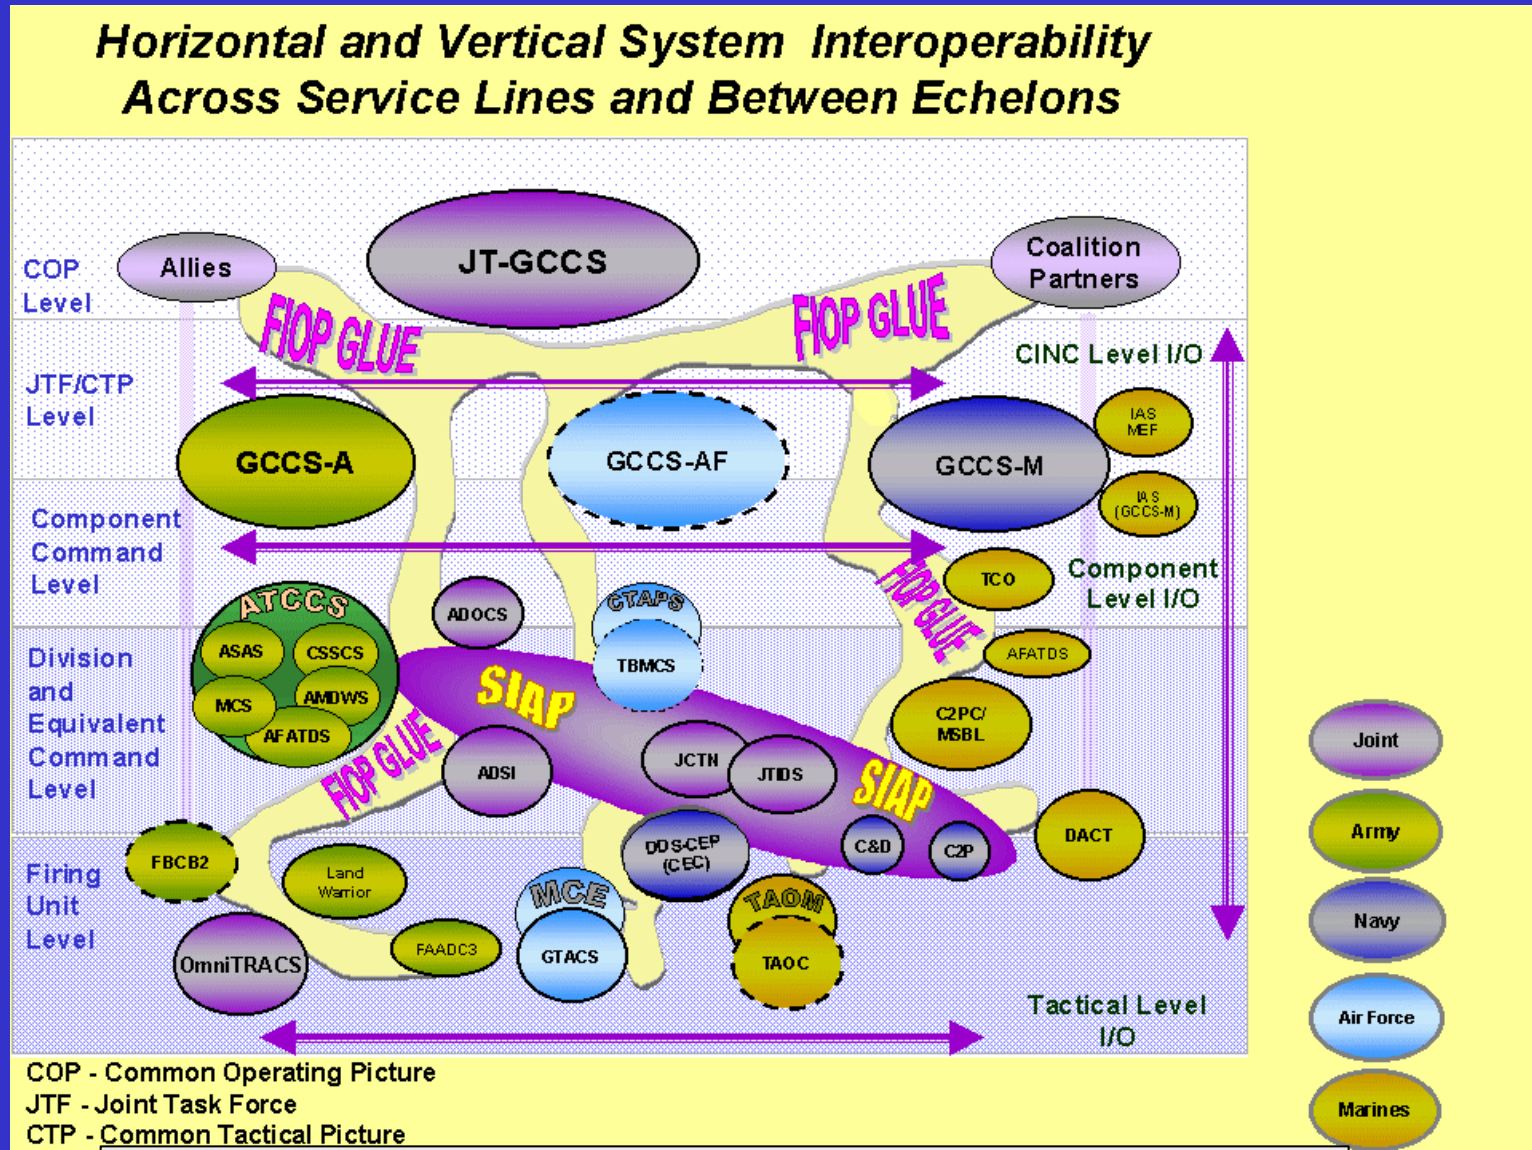 Horizontal and Vertical System Interoperability
Across Service Lines and Between Echelons
COP
Level
Allies
JT-GCCS
Coalition
Partners
FIOP GLUE
FIOP GLUE
CINC Level I/O
JTF/CTP
Level
GCCS-A
GCCS-AF
GCCS-M
IAS
MEF
IAS
(GCCS-M)
Component
Command
Level
TCO
Component
Level I/O
FIOP GLUE
ATCCS
ASAS
CSSCS
MCS
AMDWS
AFATDS
ADOCS
CTAPS
TBMCS
AFATDS
Division
and
Equivalent
Command
Level
SIAP
C2PC/
MSBL
FIOP GLUE
ADSI
JCTN
JTIDS
SIAP
Joint
FBCB2
DDS-CEP
(CEC)
C&D
C2P
DACT
Army
Firing
Unit
Level
Land
Warrior
MCE
TAOM
Navy
OmniTRACS
FAADC3
GTACS
TAOC
Tactical Level
I/O
Air Force
COP - Common Operating Picture
JTF - Joint Task Force
CTP - Common Tactical Picture
Marines